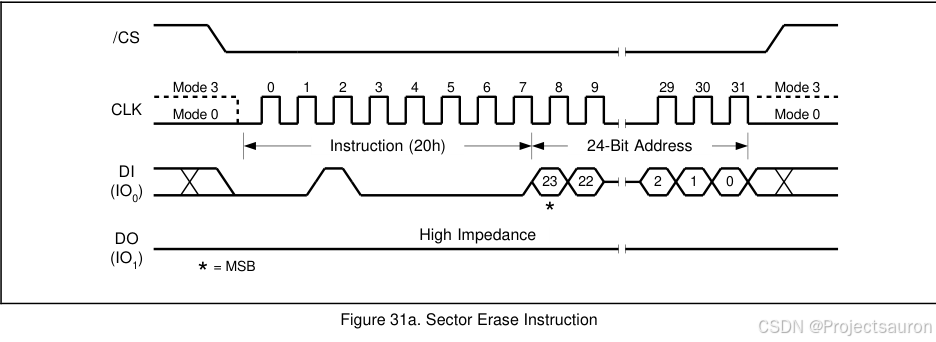 /CS
Mode 3 0 1 2 3 4 5 6 7 8 9 29 30 31 Mode 3
CLK
Mode 0 Mode 0
Instruction (20h) 24-Bit Address
DI
(IO0) 23 22 2 1 0
*
High Impedance
DO
(IO1)
* = MSB
Figure 31a. Sector Erase Instruction
CSDN @Projectsauron